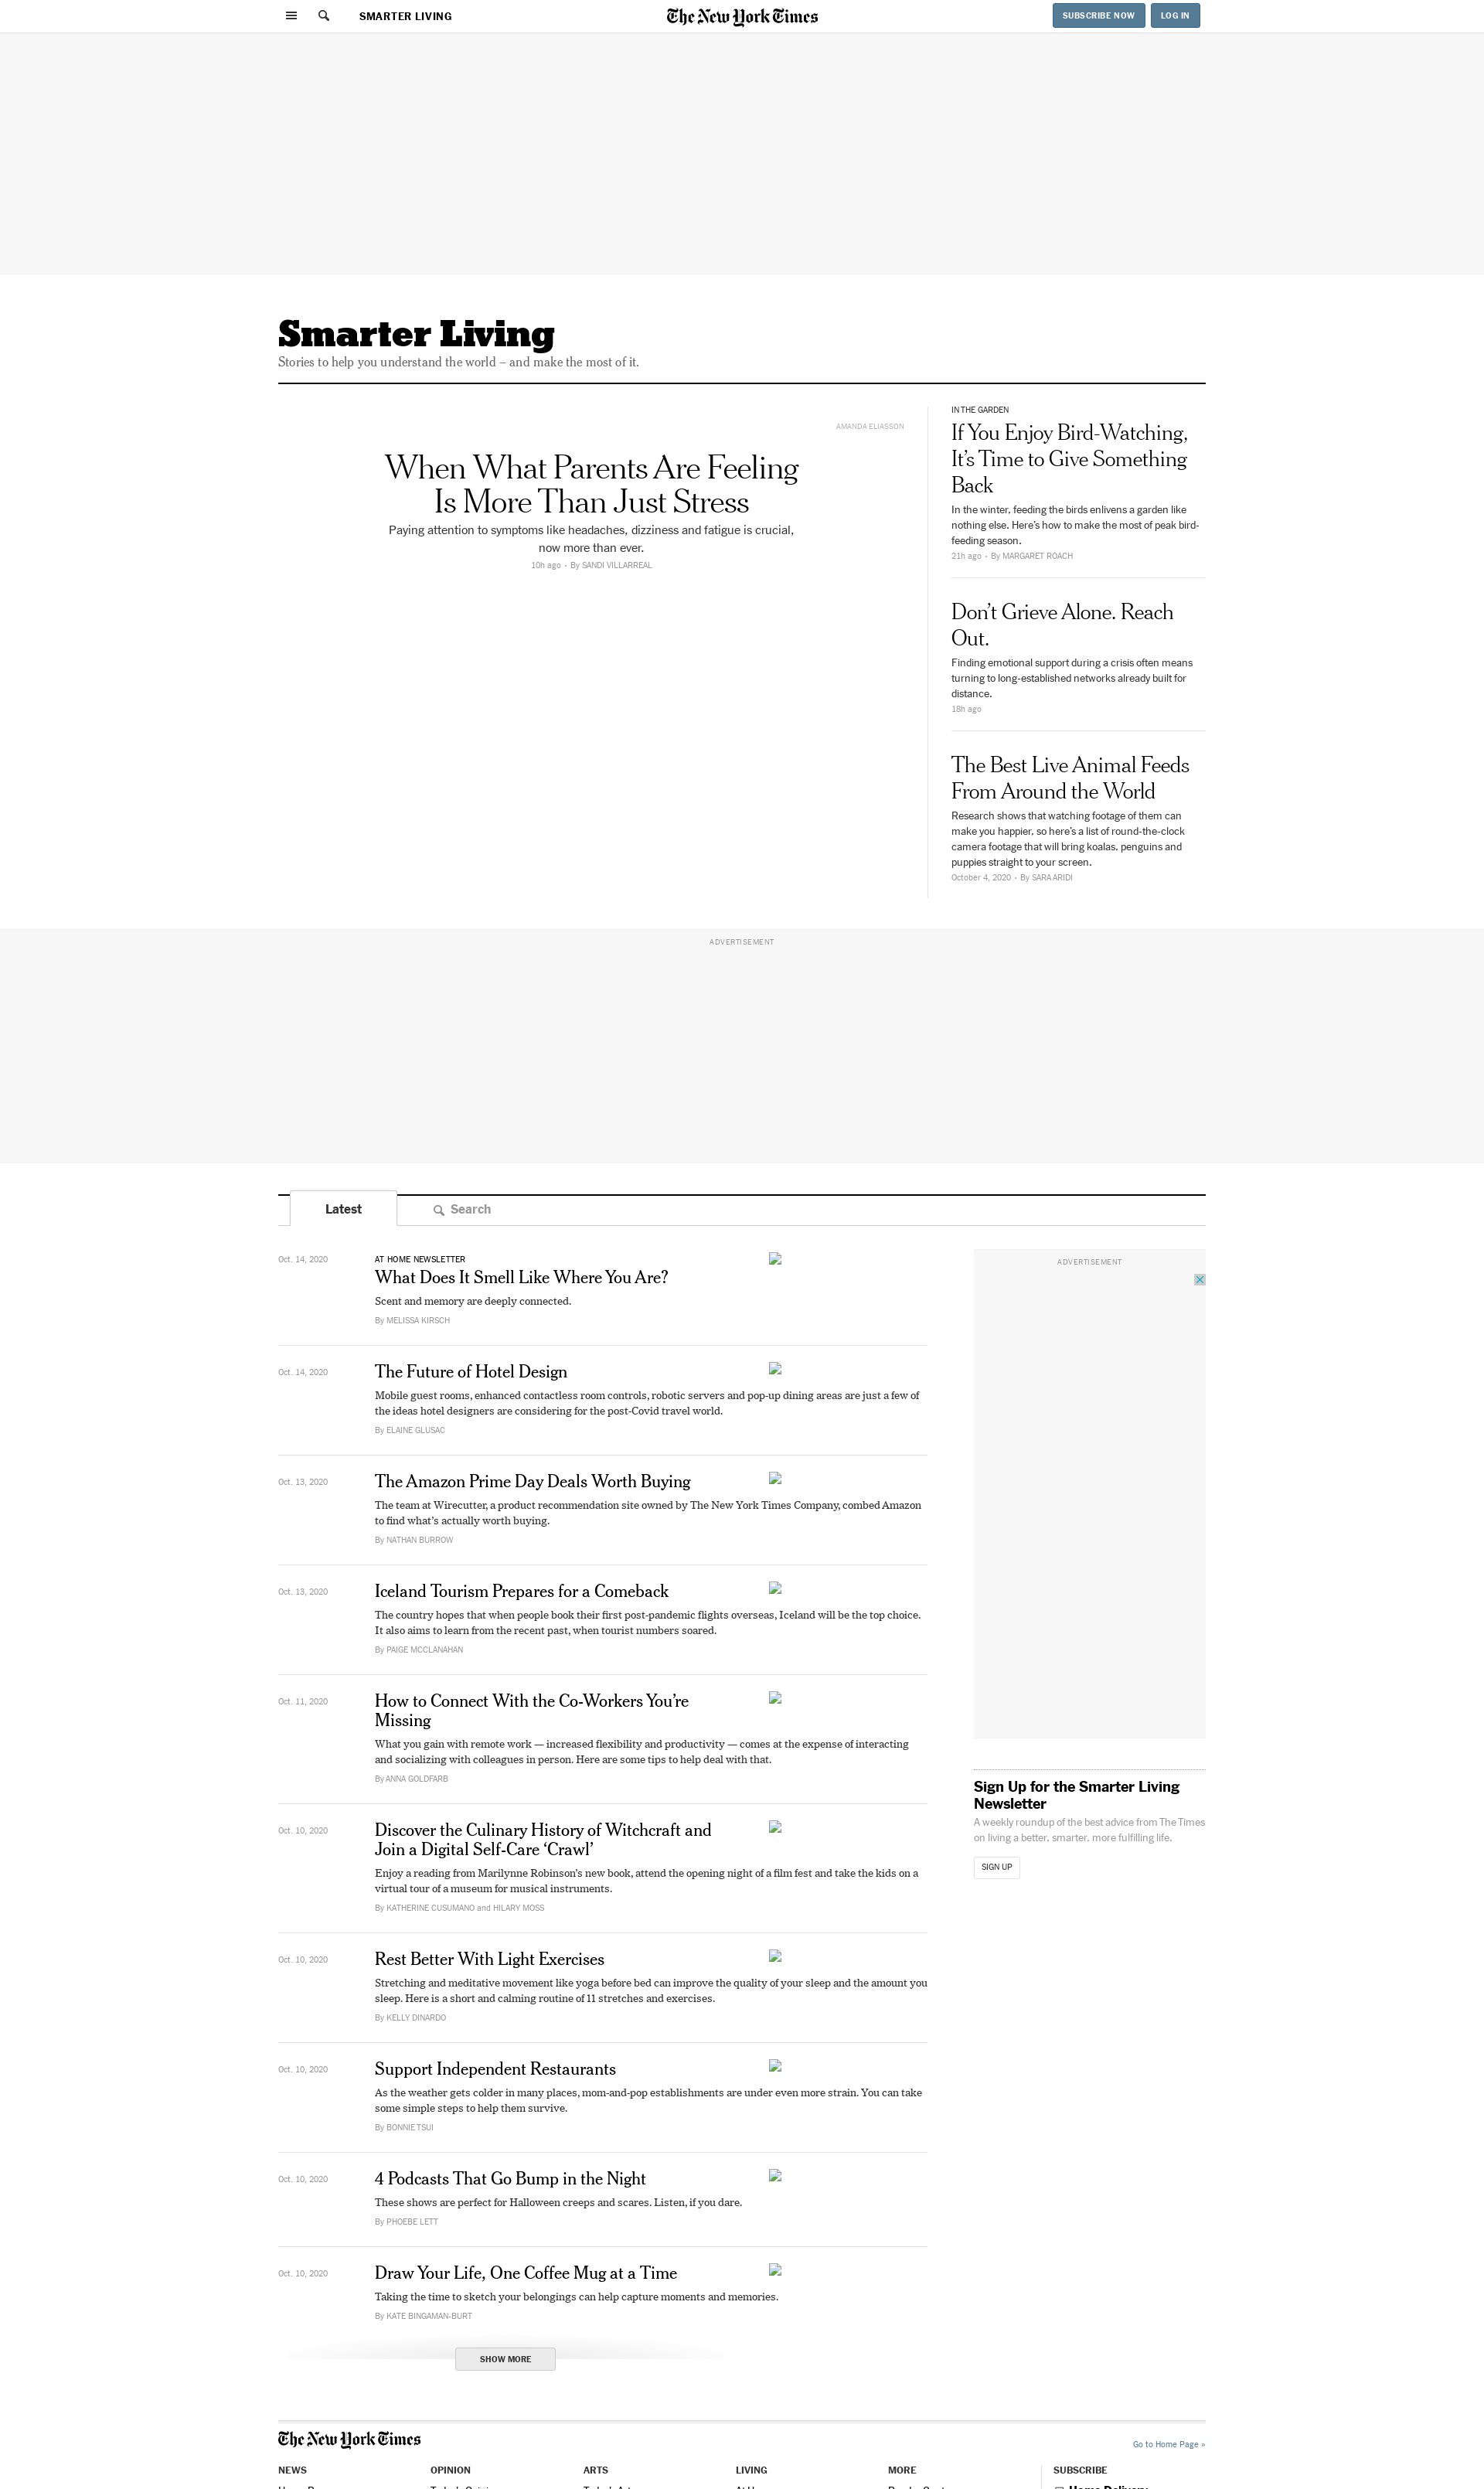 SMARTER LIVING
The New York Times
SUBSCRIBE NOW
LOG IN
Smarter Living
Stories to help you understand the world – and make the most of it.
AMANDA ELIASSON
When What Parents Are Feeling
Is More Than Just Stress
Paying attention to symptoms like headaches, dizziness and fatigue is crucial,
now more than ever.
10h ago • By SANDI VILLARREAL
IN THE GARDEN
If You Enjoy Bird-Watching,
It’s Time to Give Something
Back
In the winter, feeding the birds enlivens a garden like
nothing else. Here’s how to make the most of peak bird-
feeding season.
21h ago • By MARGARET ROACH
Don’t Grieve Alone. Reach
Out.
Finding emotional support during a crisis often means
turning to long-established networks already built for
distance.
18h ago
The Best Live Animal Feeds
From Around the World
Research shows that watching footage of them can
make you happier, so here’s a list of round-the-clock
camera footage that will bring koalas, penguins and
puppies straight to your screen.
October 4, 2020 • By SARA ARIDI
ADVERTISEMENT
Latest
Search
Oct. 14, 2020
AT HOME NEWSLETTER
What Does It Smell Like Where You Are?
Scent and memory are deeply connected.
By MELISSA KIRSCH
Oct. 14, 2020
The Future of Hotel Design
Mobile guest rooms, enhanced contactless room controls, robotic servers and pop-up dining areas are just a few of
the ideas hotel designers are considering for the post-Covid travel world.
By ELAINE GLUSAC
Oct. 13, 2020
The Amazon Prime Day Deals Worth Buying
The team at Wirecutter, a product recommendation site owned by The New York Times Company, combed Amazon
to find what’s actually worth buying.
By NATHAN BURROW
Oct. 13, 2020
Iceland Tourism Prepares for a Comeback
The country hopes that when people book their first post-pandemic flights overseas, Iceland will be the top choice.
It also aims to learn from the recent past, when tourist numbers soared.
By PAIGE MCCLANAHAN
Oct. 11, 2020
How to Connect With the Co-Workers You’re
Missing
What you gain with remote work — increased flexibility and productivity — comes at the expense of interacting
and socializing with colleagues in person. Here are some tips to help deal with that.
By ANNA GOLDFARB
Oct. 10, 2020
Discover the Culinary History of Witchcraft and
Join a Digital Self-Care ‘Crawl’
Enjoy a reading from Marilynne Robinson’s new book, attend the opening night of a film fest and take the kids on a
virtual tour of a museum for musical instruments.
By KATHERINE CUSUMANO and HILARY MOSS
Oct. 10, 2020
Rest Better With Light Exercises
Stretching and meditative movement like yoga before bed can improve the quality of your sleep and the amount you
sleep. Here is a short and calming routine of 11 stretches and exercises.
By KELLY DINARDO
Oct. 10, 2020
Support Independent Restaurants
As the weather gets colder in many places, mom-and-pop establishments are under even more strain. You can take
some simple steps to help them survive.
By BONNIE TSUI
Oct. 10, 2020
4 Podcasts That Go Bump in the Night
These shows are perfect for Halloween creeps and scares. Listen, if you dare.
By PHOEBE LETT
Oct. 10, 2020
Draw Your Life, One Coffee Mug at a Time
Taking the time to sketch your belongings can help capture moments and memories.
By KATE BINGAMAN-BURT
SHOW MORE
ADVERTISEMENT
Sign Up for the Smarter Living
Newsletter
A weekly roundup of the best advice from The Times
on living a better, smarter, more fulfilling life.
SIGN UP
The New York Times
Go to Home Page »
NEWS
OPINION
ARTS
LIVING
MORE
SUBSCRIBE